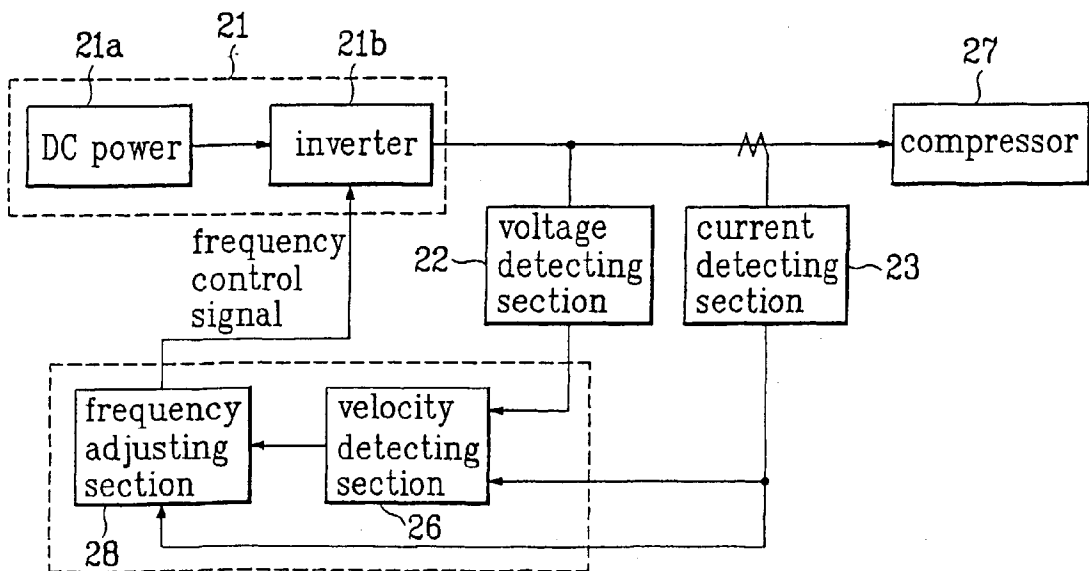 21
21a
21b
27
DC power
inverter
compressor
frequency
control
signal
22
voltage
detecting
section
current
detecting
section
23
frequency
adjusting
section
velocity
detecting
section
28
26